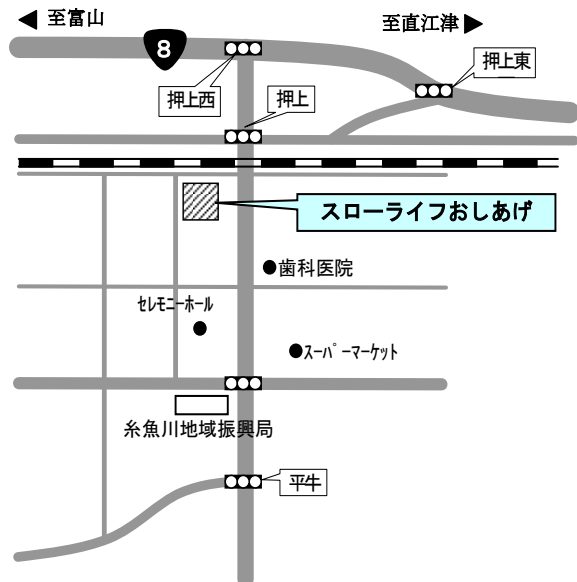 至富山
至直江津
8
押上東
押上西
押上
スローライフおしあげ
歯科医院
セレモニーホール
スーパーマーケット
糸魚川地域振興局
平牛